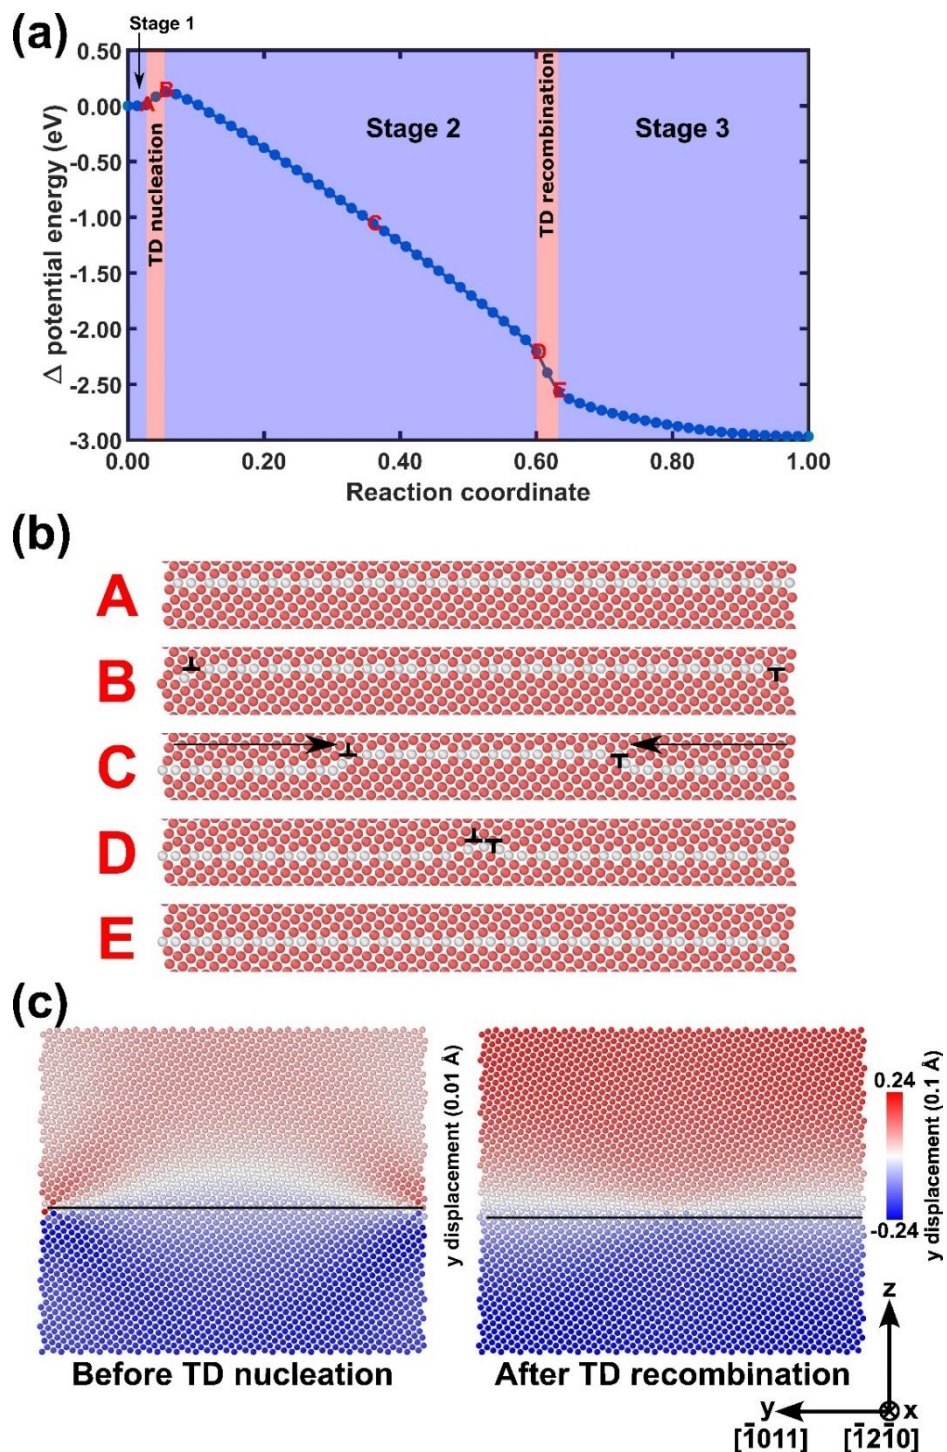 (a)
Stage 1
0.50
0.00
-0.50
-1.00
-1.50
-2.00
-2.50
-3.00
Δ potential energy (eV)
A
B
TD nucleation
Stage 2
C
TD recombination
D
E
Stage 3
0.00 0.20 0.40 0.60 0.80 1.00
Reaction coordinate
(b)
A
B
C
D
E
(c)
y displacement (0.01 Å)
0.24
-0.24
y displacement (0.1 Å)
Before TD nucleation
After TD recombination
z
y
x
[1̄011]
[1̄21̄0]